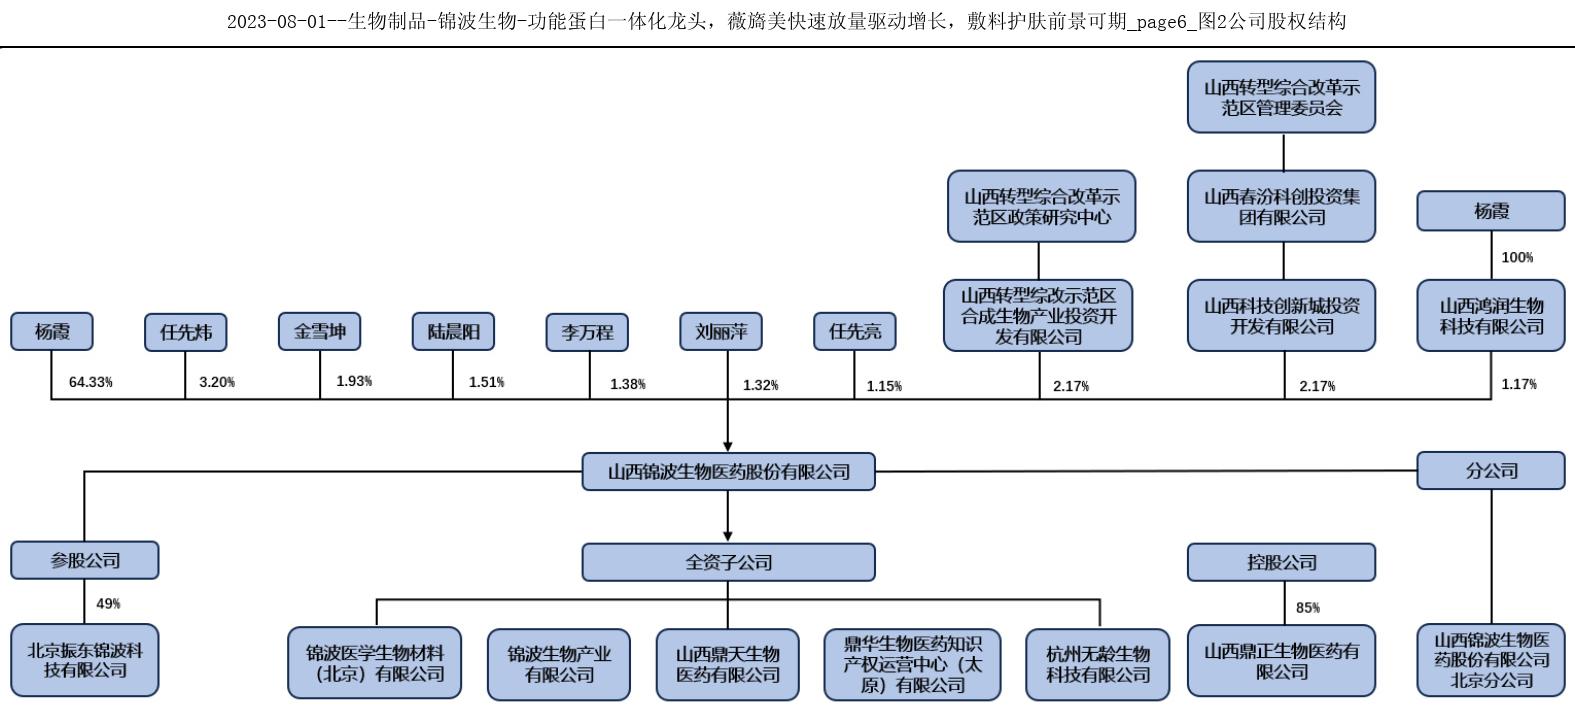 2023-08-01--生物制品-锦波生物-功能蛋白一体化龙头，薇旖美快速放量驱动增长，敷料护肤前景可期_page6_图2公司股权结构
山西转型综合改革示
范区管理委员会
山西转型综合改革示
范区政策研究中心
山西春汾科创投资集
团有限公司
杨霞
100%
山西转型综改示范区
合成生物产业投资开
发有限公司
山西科技创新城投资
开发有限公司
山西鸿润生物
科技有限公司
杨霞
任先炜
金雪坤
陆晨阳
李万程
刘丽萍
任先亮
64.33%
3.20%
1.93%
1.51%
1.38%
1.32%
1.15%
2.17%
2.17%
1.17%
山西锦波生物医药股份有限公司
分公司
参股公司
全资子公司
控股公司
49%
85%
北京振东锦波科
技有限公司
锦波医学生物材料
（北京）有限公司
锦波生物产业
有限公司
山西鼎天生物
医药有限公司
鼎华生物医药知识
产权运营中心（太
原）有限公司
杭州无龄生物
科技有限公司
山西鼎正生物医药有
限公司
山西锦波生物医
药股份有限公司
北京分公司